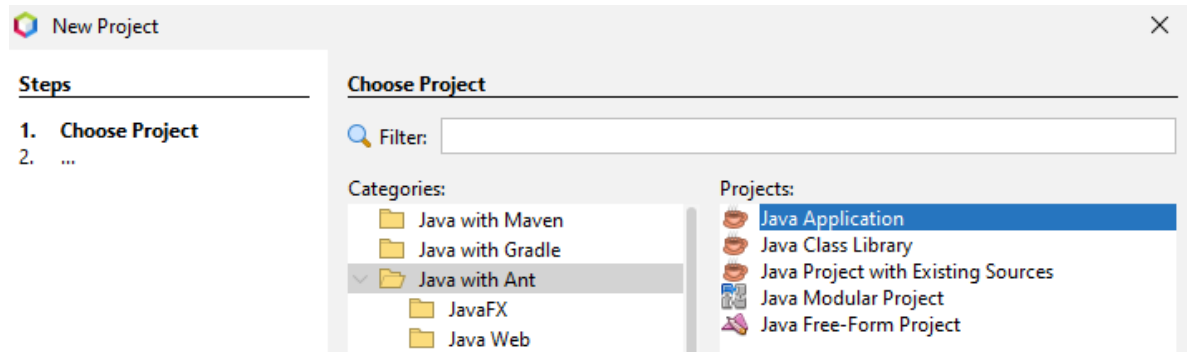 New Project
Steps
1. Choose Project
2. ...
Choose Project
Filter:
Categories:
Java with Maven
Java with Gradle
Java with Ant
JavaFX
Java Web
Projects:
Java Application
Java Class Library
Java Project with Existing Sources
Java Modular Project
Java Free-Form Project